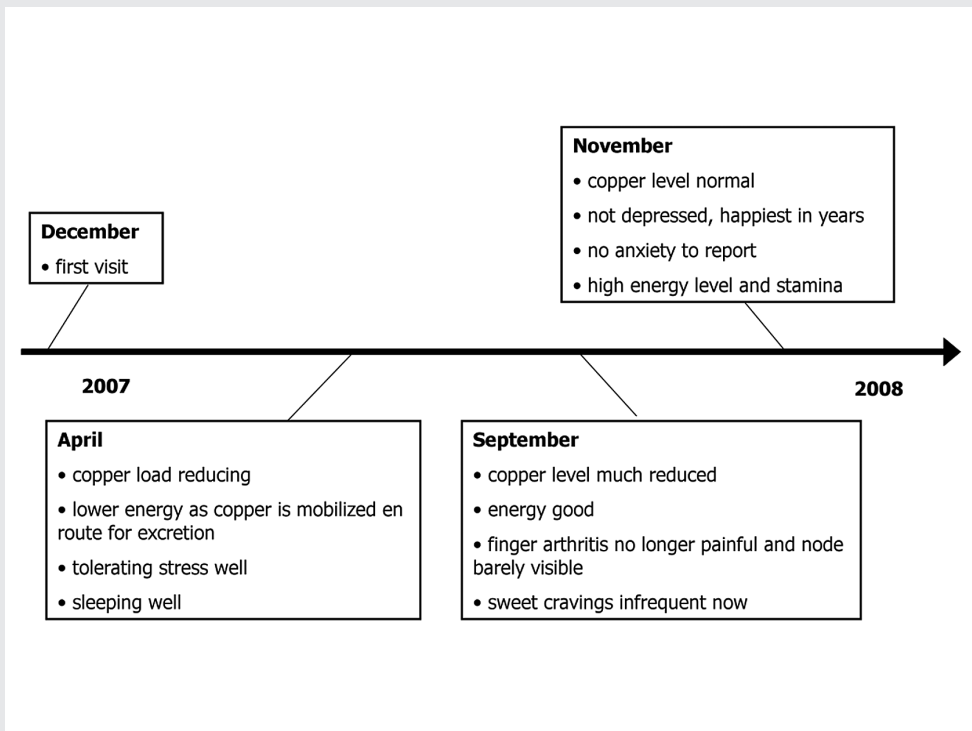 December
• first visit
November
• copper level normal
• not depressed, happiest in years
• no anxiety to report
• high energy level and stamina
2007
2008
April
• copper load reducing
• lower energy as copper is mobilized en
route for excretion
• tolerating stress well
• sleeping well
September
• copper level much reduced
• energy good
• finger arthritis no longer painful and node
barely visible
• sweet cravings infrequent now